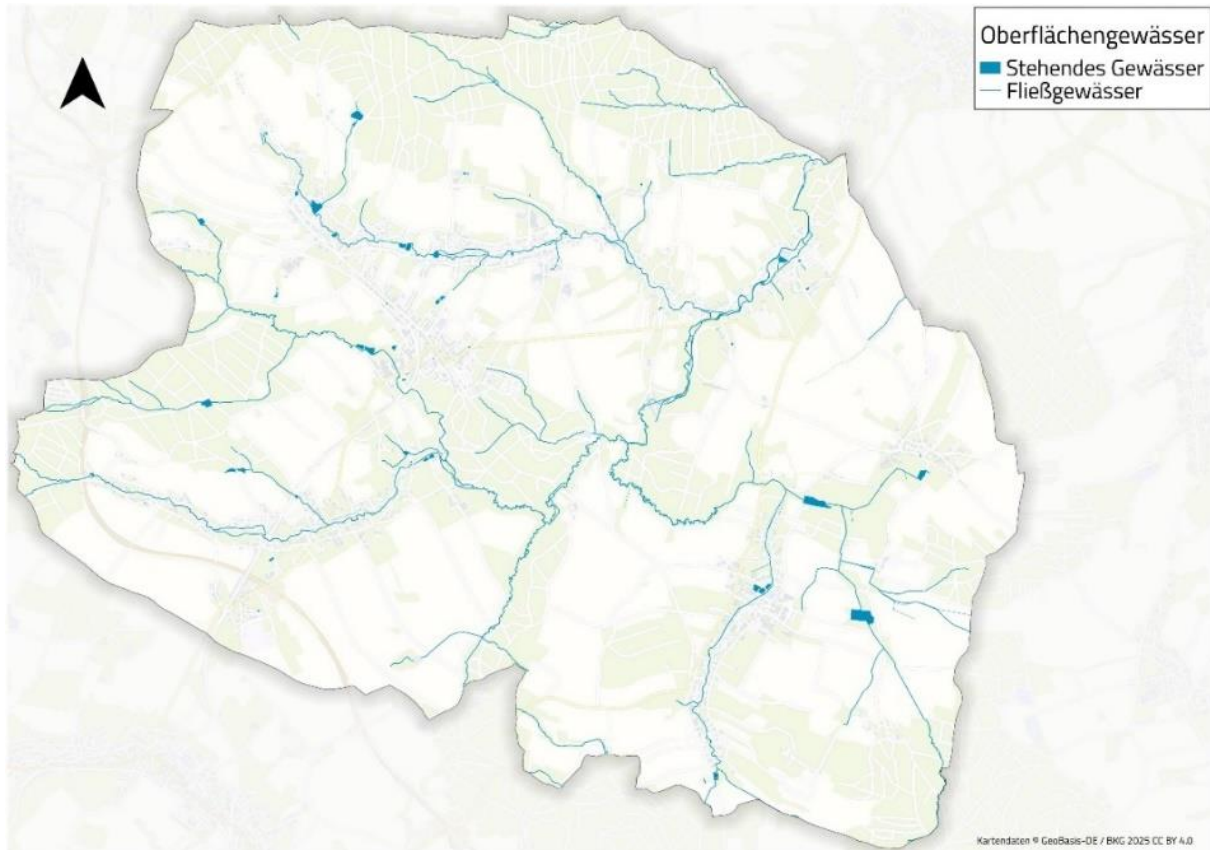 Oberflächengewässer
Stehendes Gewässer
Fließgewässer
Kartendaten © GeoBasis-DE / BKG 2025 CC BY 4.0